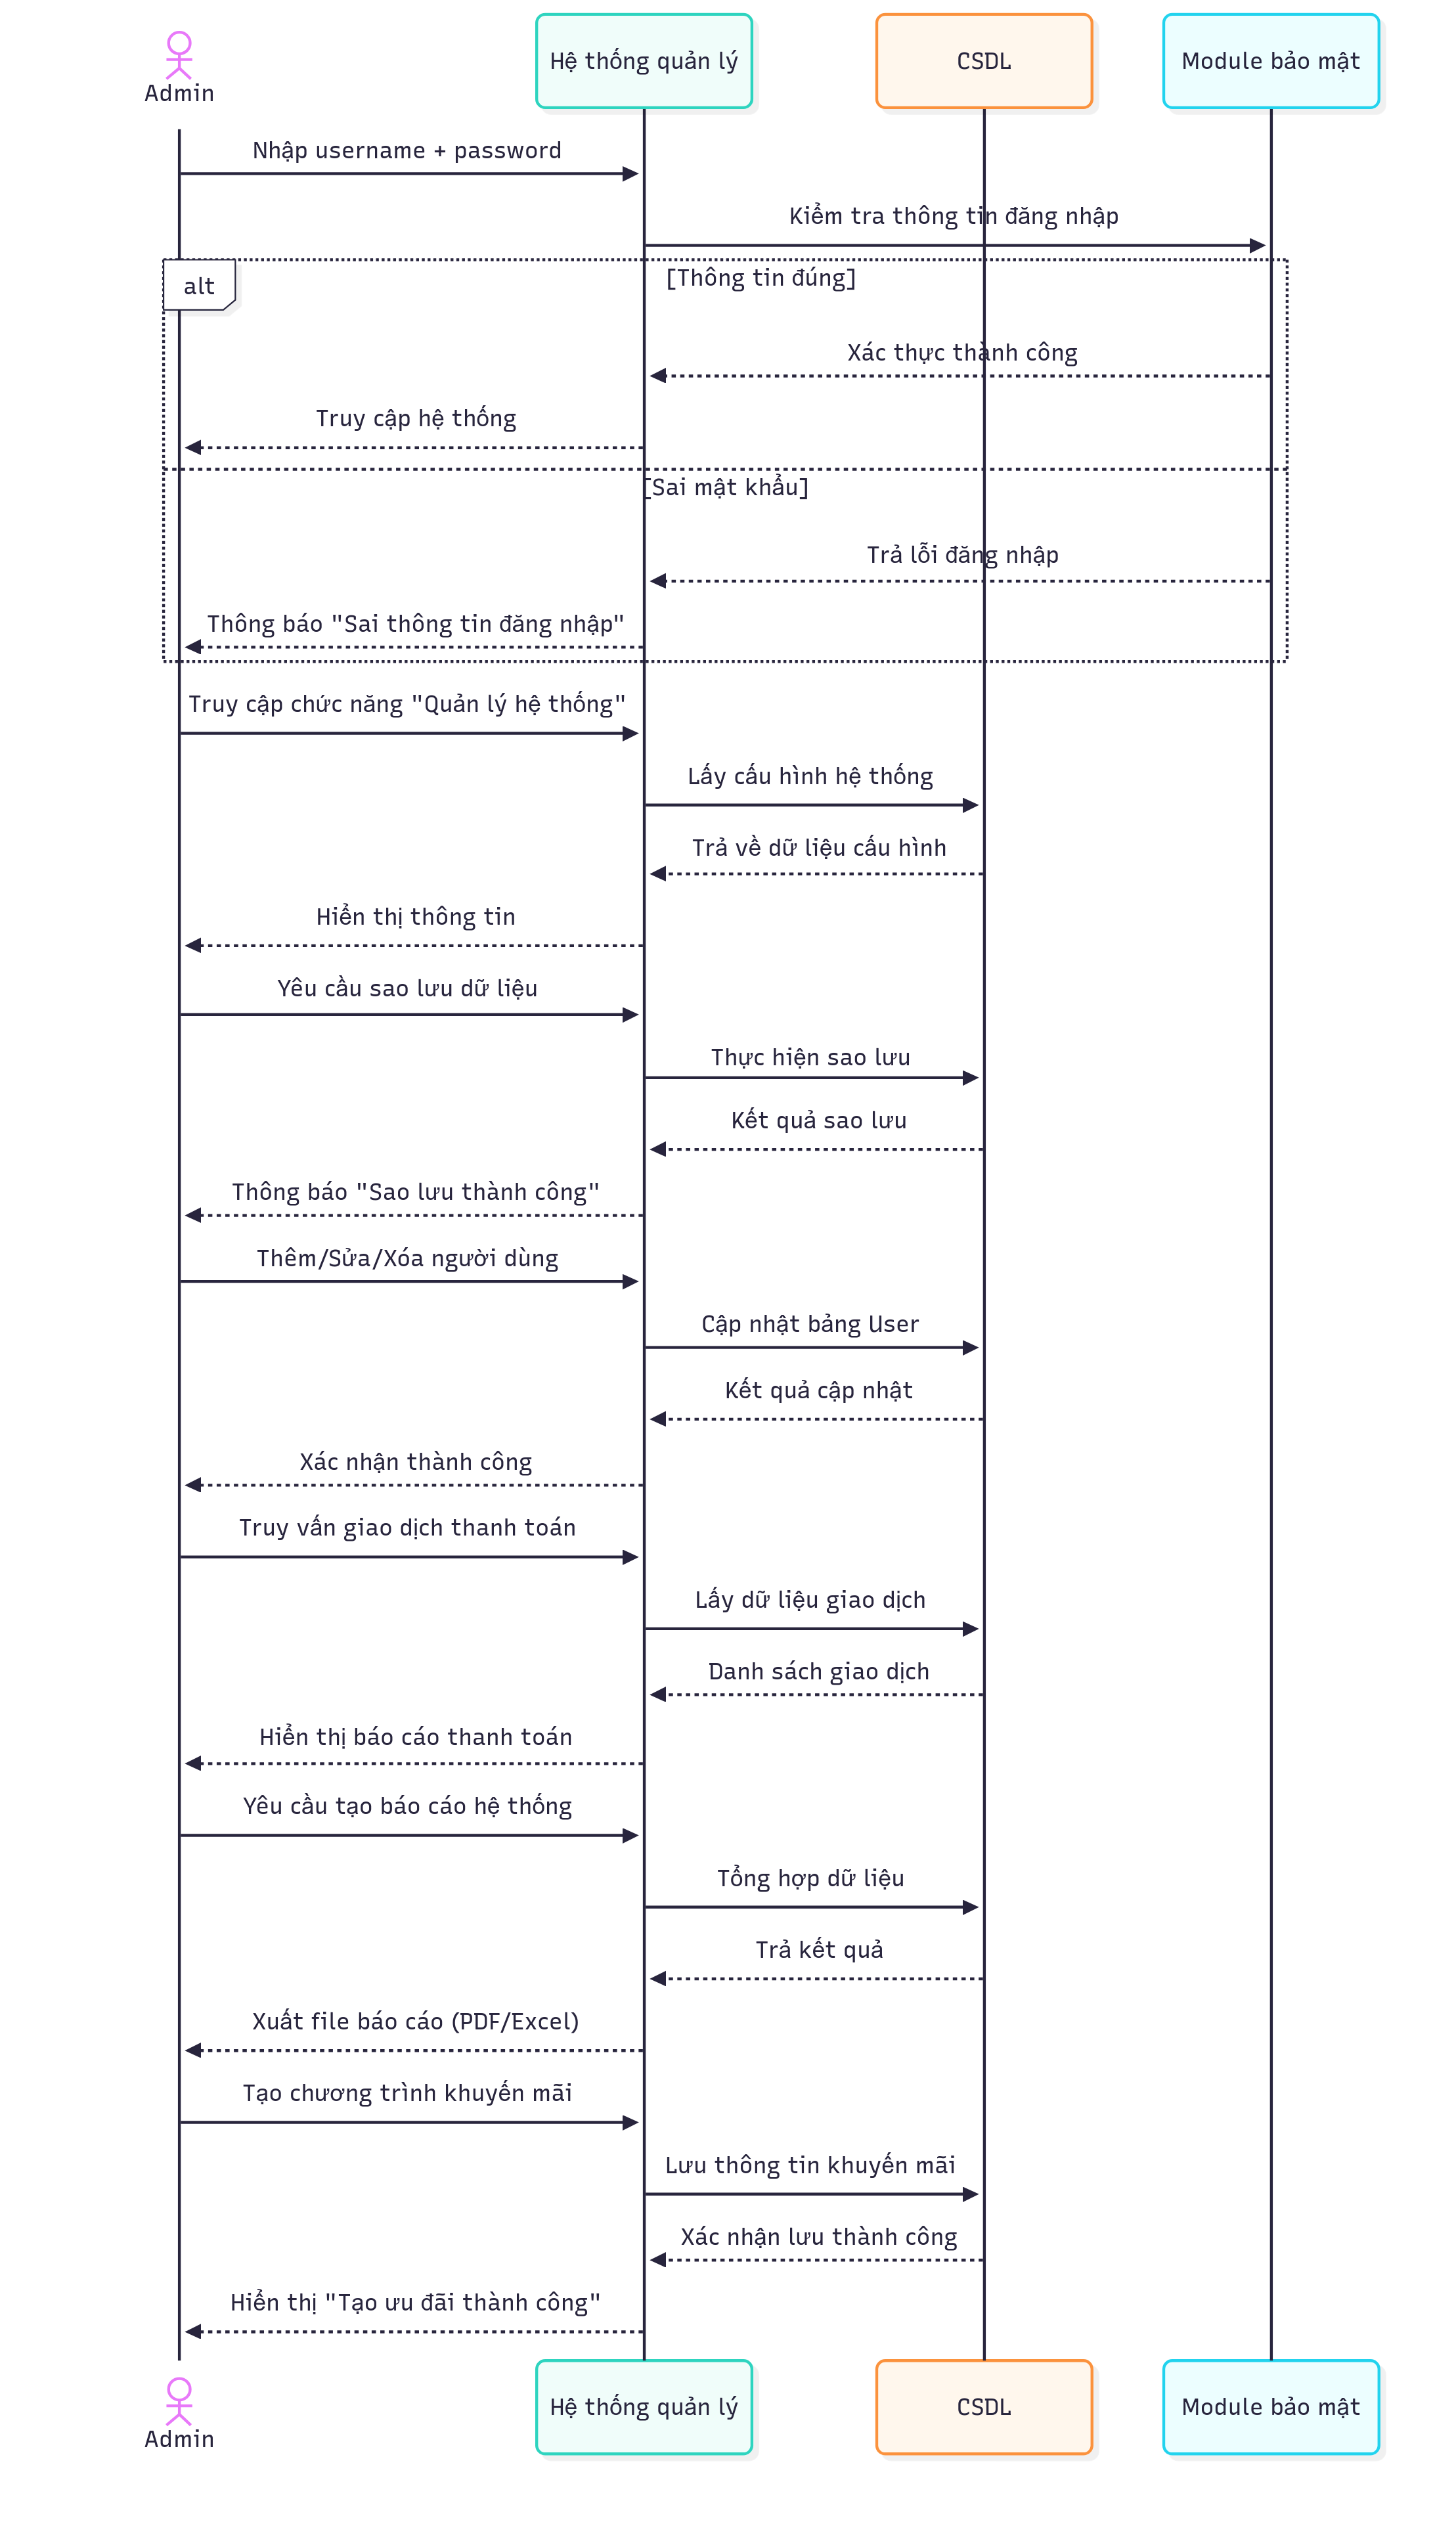 Admin
Hệ thống quản lý
CSDL
Module bảo mật
Nhập username + password
Kiểm tra thông tin đăng nhập
alt
[Thông tin đúng]
Xác thực thành công
Truy cập hệ thống
[Sai mật khẩu]
Trả lỗi đăng nhập
Thông báo "Sai thông tin đăng nhập"
Truy cập chức năng "Quản lý hệ thống"
Lấy cấu hình hệ thống
Trả về dữ liệu cấu hình
Hiển thị thông tin
Yêu cầu sao lưu dữ liệu
Thực hiện sao lưu
Kết quả sao lưu
Thông báo "Sao lưu thành công"
Thêm/Sửa/Xóa người dùng
Cập nhật bảng User
Kết quả cập nhật
Xác nhận thành công
Truy vấn giao dịch thanh toán
Lấy dữ liệu giao dịch
Danh sách giao dịch
Hiển thị báo cáo thanh toán
Yêu cầu tạo báo cáo hệ thống
Tổng hợp dữ liệu
Trả kết quả
Xuất file báo cáo (PDF/Excel)
Tạo chương trình khuyến mãi
Lưu thông tin khuyến mãi
Xác nhận lưu thành công
Hiển thị "Tạo ưu đãi thành công"
Admin
Hệ thống quản lý
CSDL
Module bảo mật